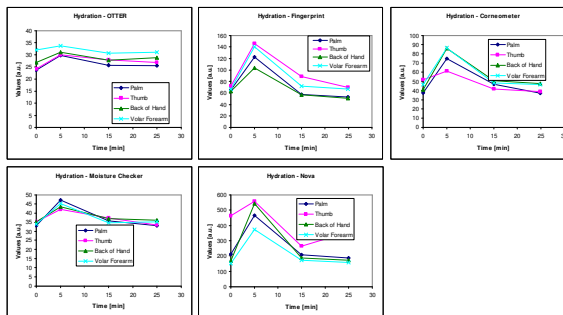 Hydration - OTTER
Values [a.u.]
40
35
30
25
20
15
10
5
0
0 5 10 15 20 25 30
Time [min]
Palm
Thumb
Back of Hand
Volar Forearm
Hydration - Fingerprint
Values [a.u.]
160
140
120
100
80
60
40
20
0
0 5 10 15 20 25 30
Time [min]
Palm
Thumb
Back of Hand
Volar Forearm
Hydration - Corneometer
Values [a.u.]
120
100
80
60
40
20
0
0 5 10 15 20 25 30
Time [min]
Palm
Thumb
Back of Hand
Volar Forearm
Hydration - Moisture Checker
Values [a.u.]
50
45
40
35
30
25
20
15
10
5
0
0 5 10 15 20 25 30
Time [min]
Palm
Thumb
Back of Hand
Volar Forearm
Hydration - Nova
Values [a.u.]
600
500
400
300
200
100
0
0 5 10 15 20 25 30
Time [min]
Palm
Thumb
Back of Hand
Volar Forearm